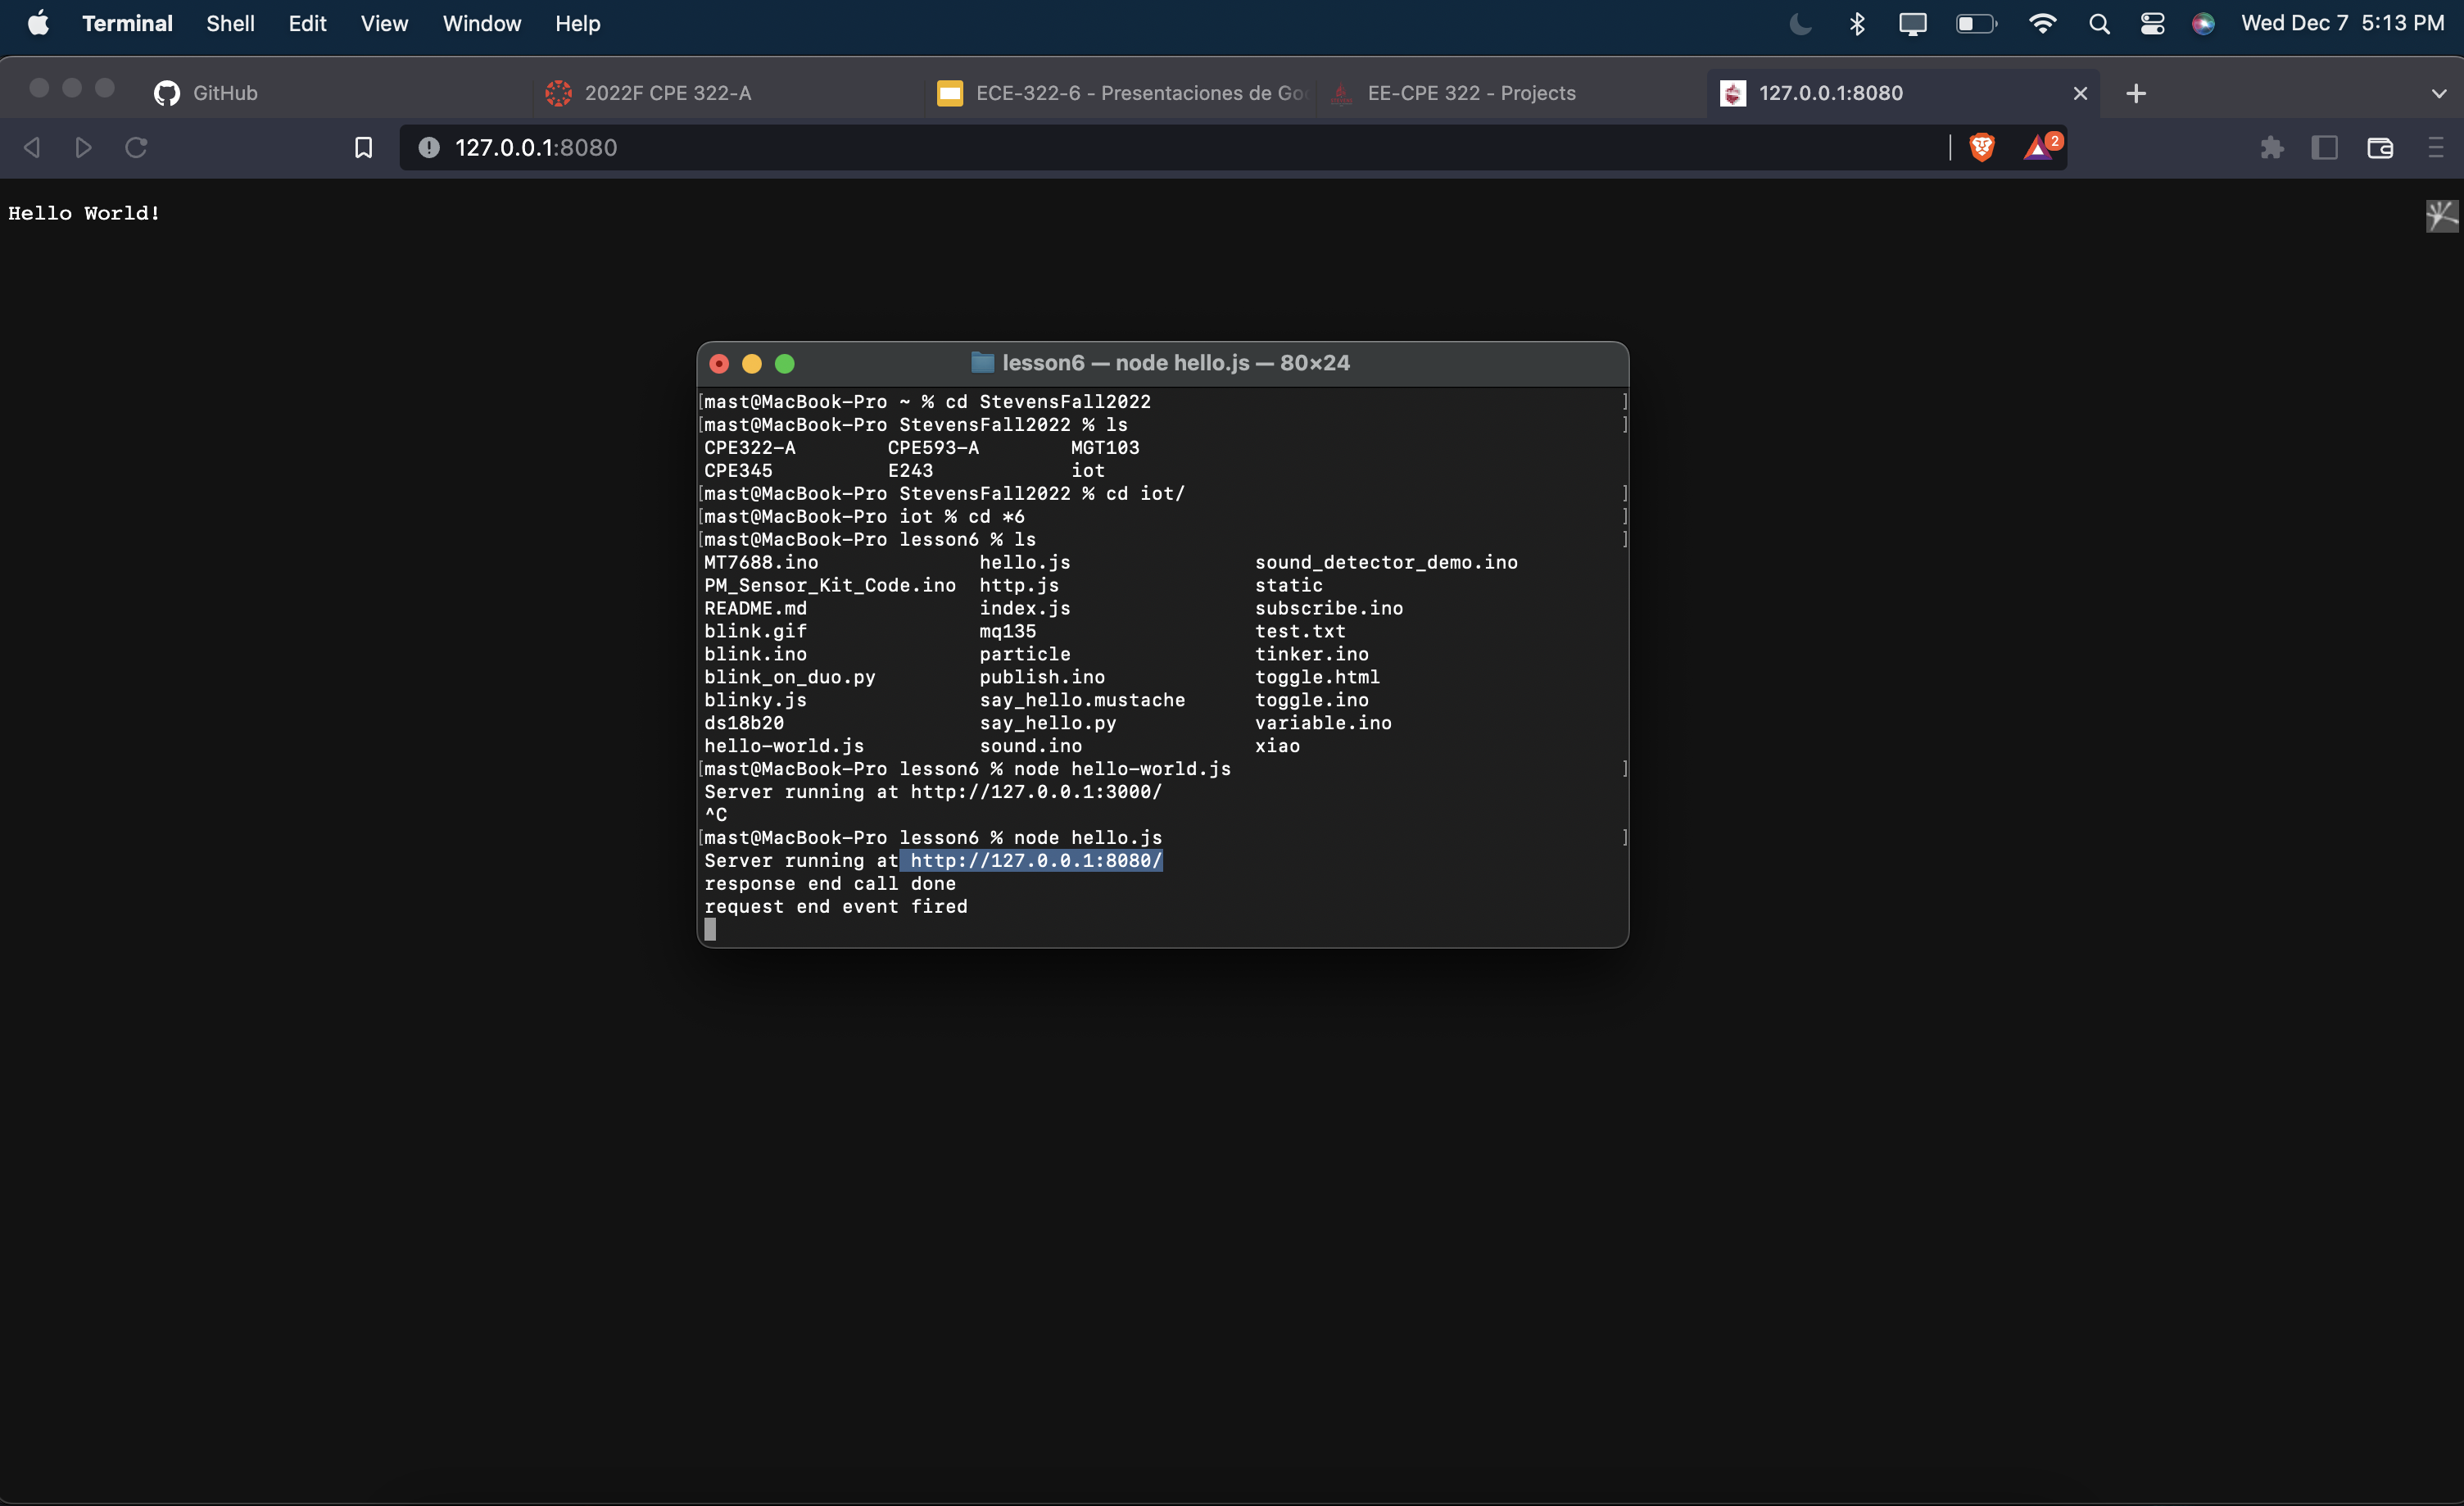 Terminal Shell Edit View Window Help Wed Dec 7 5:13 PM
GitHub 2022F CPE 322-A ECE-322-6 - Presentaciones de Goo EE-CPE 322 - Projects 127.0.0.1:8080
127.0.0.1:8080 2
Hello World!
lesson6 — node hello.js — 80×24
[mast@MacBook-Pro ~ % cd StevensFall2022 ]
[mast@MacBook-Pro StevensFall2022 % ls ]
CPE322-A CPE593-A MGT103
CPE345 E243 iot
[mast@MacBook-Pro StevensFall2022 % cd iot/ ]
[mast@MacBook-Pro iot % cd *6 ]
[mast@MacBook-Pro lesson6 % ls ]
MT7688.ino hello.js sound_detector_demo.ino
PM_Sensor_Kit_Code.ino http.js static
README.md index.js subscribe.ino
blink.gif mq135 test.txt
blink.ino particle tinker.ino
blink_on_duo.py publish.ino toggle.html
blinky.js say_hello.mustache toggle.ino
ds18b20 say_hello.py variable.ino
hello-world.js sound.ino xiao
[mast@MacBook-Pro lesson6 % node hello-world.js ]
Server running at http://127.0.0.1:3000/
^C
[mast@MacBook-Pro lesson6 % node hello.js ]
Server running at http://127.0.0.1:8080/
response end call done
request end event fired